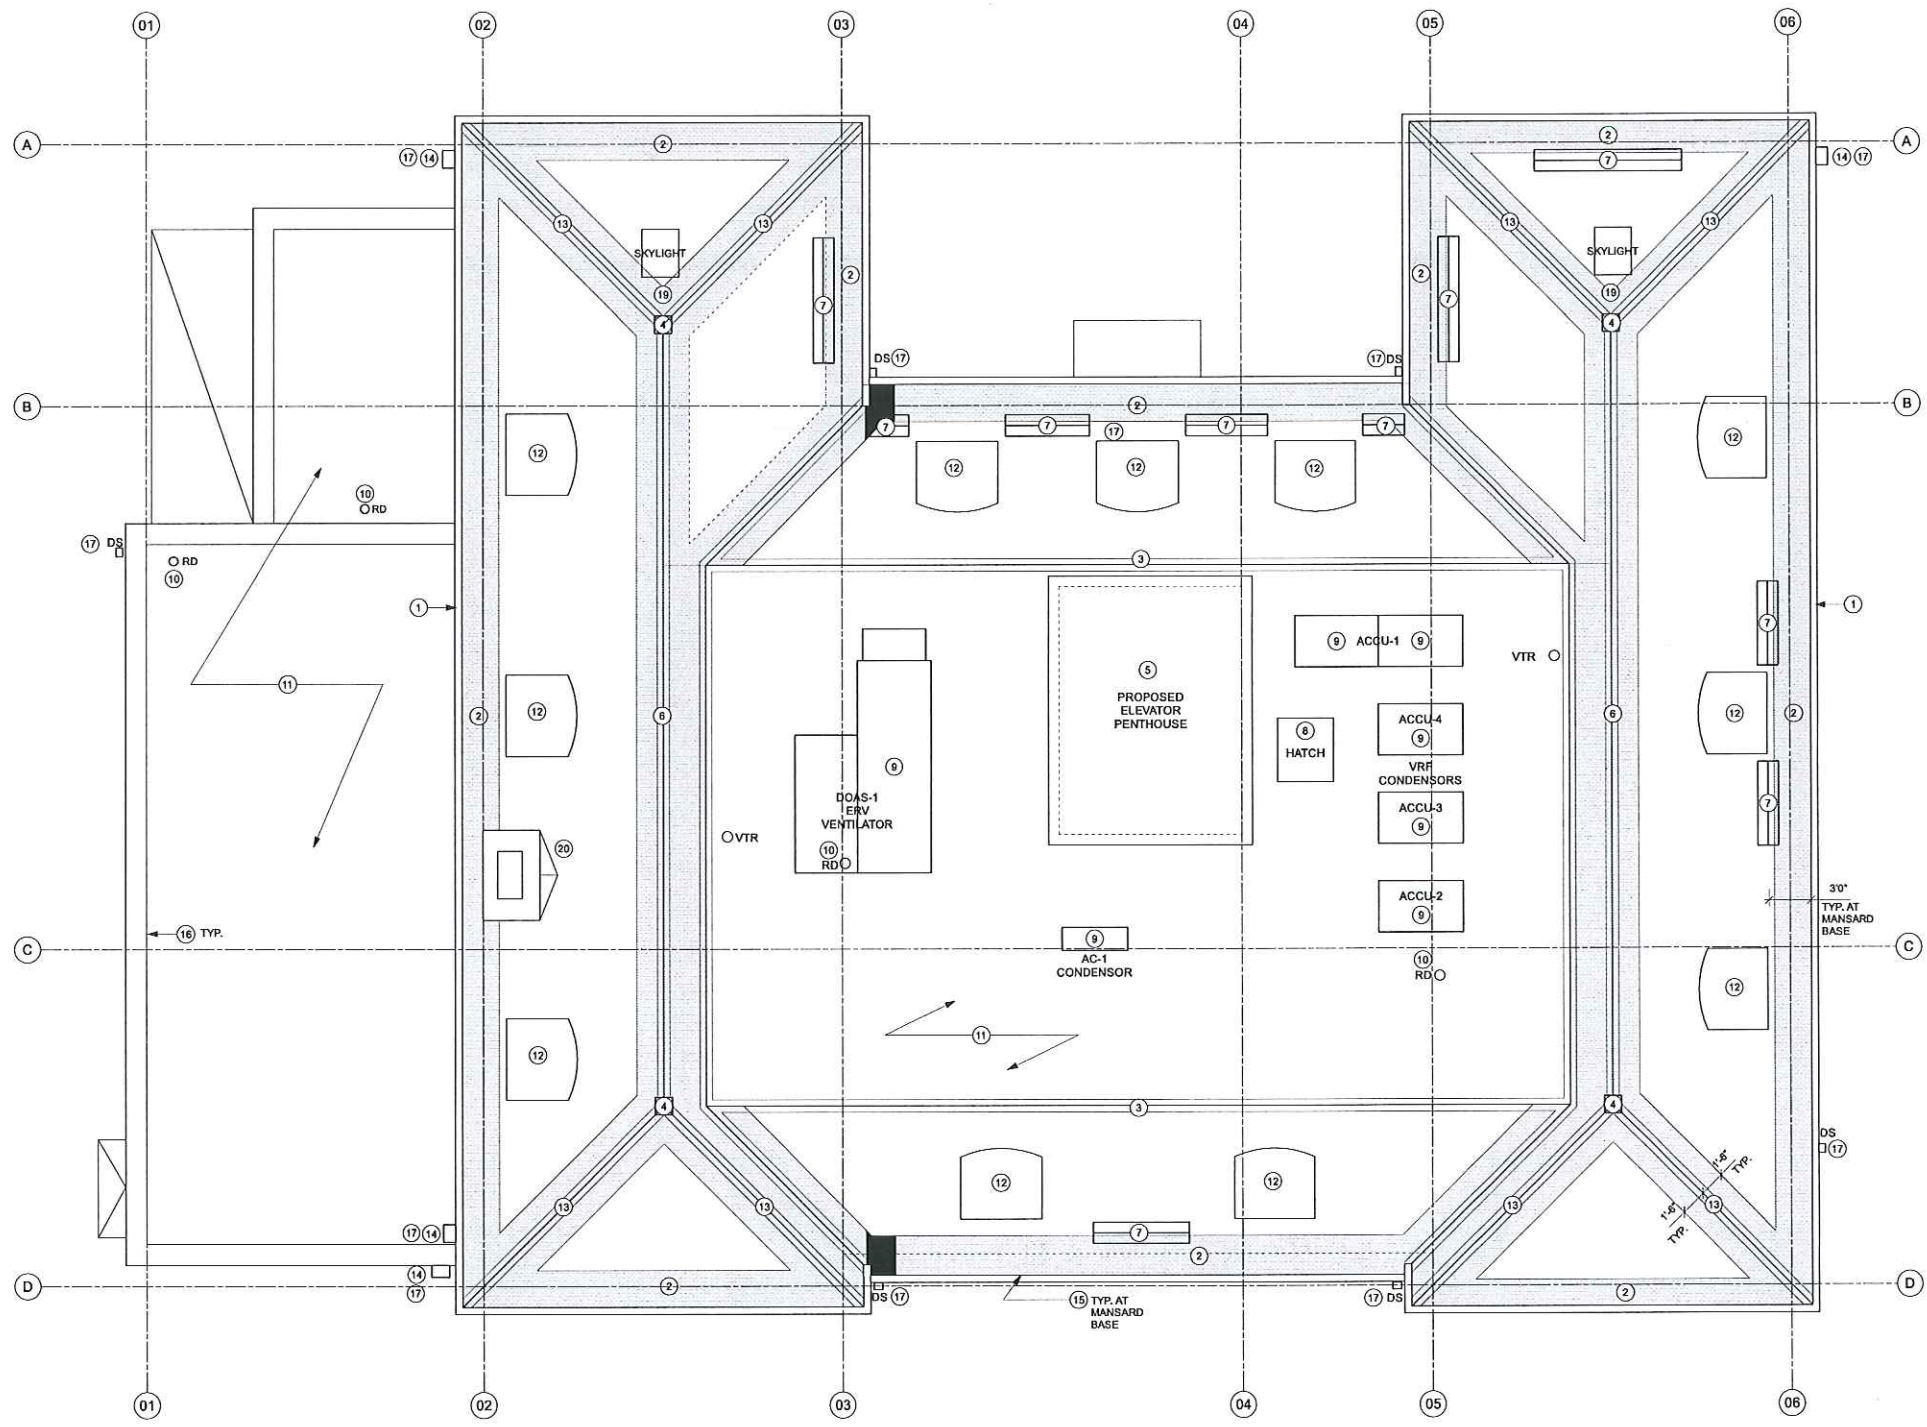 01 02 03 04 05 06
A 2 2 A
17 14 7 14 17
13 13 13 13
SKYLIGHT SKYLIGHT
2 2
19 19
7 7
4 4
DS 17 17 DS
B 2 B
7 7 7 7
17
12 12
12 12 12
10
RD
17 DS
RD
10
3
1 1
7
9 ACCU-1 9
VTR
5
PROPOSED
ELEVATOR
PENTHOUSE
11
2 12 6 6 12 2
ACCU-4
9
8
HATCH
VRF
CONDENSORS
9
DOAS-1
ERV
VENTILATOR
7
ACCU-3
9
VTR
10
RD
20
ACCU-2
9
3'0"
TYP. AT
MANSARD
BASE
16 TYP.
9
AC-1
CONDENSOR
C C
10
RD
12
11
12
4 3 4
DS
17
12 12
1'-6"
TYP.
1'-6"
TYP.
13 13 13 13
17 14 7
2
14
17
D 2 2 D
DS 17 17 DS
15 TYP. AT
MANSARD
BASE
01 02 03 04 05 06